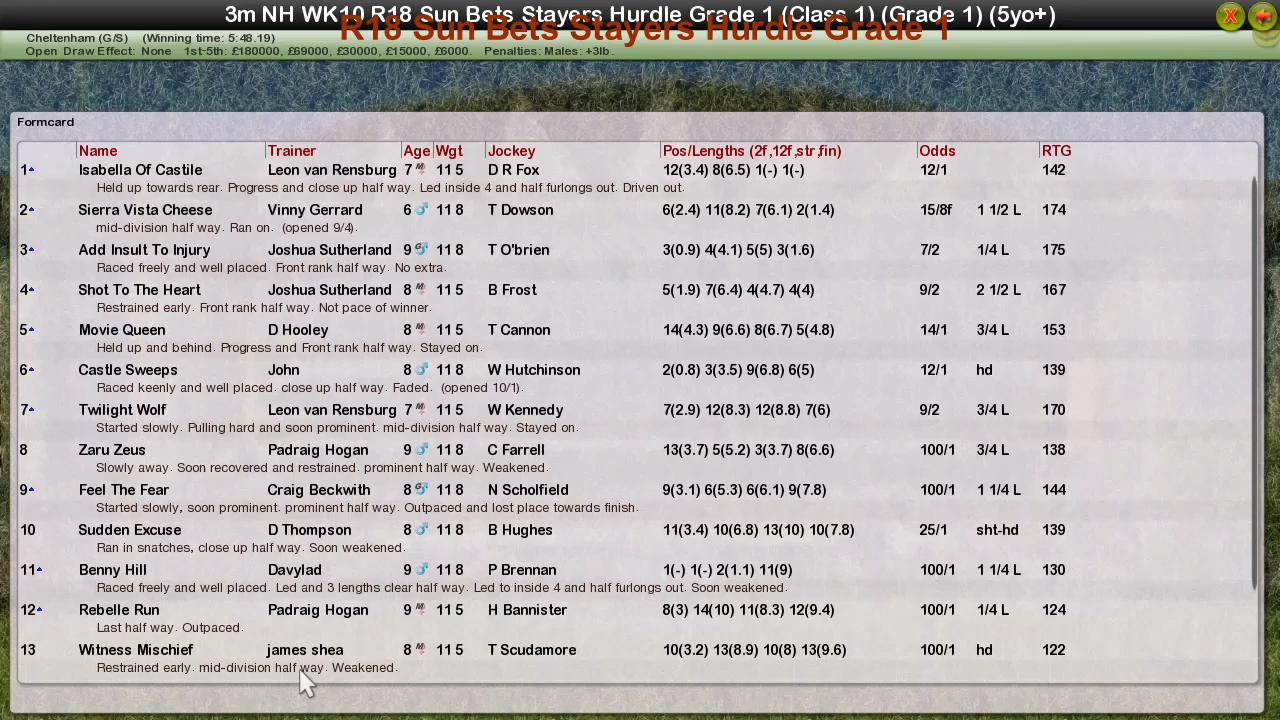 3m NH WK10 R18 Sun Bets Stayers Hurdle Grade 1 (Class 1) (Grade 1) (5yo+)
R18 Sun Bets Stayers Hurdle Grade 1
Cheltenham (G/S) (Winning time: 5:48.19)
Open Draw Effect: None 1st-5th: £180000, £69000, £30000, £15000, £6000. Penalties: Males: +3lb.
X
Formcard
Name Trainer Age Wgt Jockey Pos/Lengths (2f,12f,str,fin) Odds RTG
1 Isabella Of Castile Leon van Rensburg 7 11 5 D R Fox 12(3.4) 8(6.5) 1(-) 1(-) 12/1 142
Held up towards rear. Progress and close up half way. Led inside 4 and half furlongs out. Driven out.
2 Sierra Vista Cheese Vinny Gerrard 6 11 8 T Dowson 6(2.4) 11(8.2) 7(6.1) 2(1.4) 15/8f 1 1/2 L 174
mid-division half way. Ran on. (opened 9/4).
3 Add Insult To Injury Joshua Sutherland 9 11 8 T O'brien 3(0.9) 4(4.1) 5(5) 3(1.6) 7/2 1/4 L 175
Raced freely and well placed. Front rank half way. No extra.
4 Shot To The Heart Joshua Sutherland 8 11 5 B Frost 5(1.9) 7(6.4) 4(4.7) 4(4) 9/2 2 1/2 L 167
Restrained early. Front rank half way. Not pace of winner.
5 Movie Queen D Hooley 8 11 5 T Cannon 14(4.3) 9(6.6) 8(6.7) 5(4.8) 14/1 3/4 L 153
Held up and behind. Progress and Front rank half way. Stayed on.
6 Castle Sweeps John 8 11 8 W Hutchinson 2(0.8) 3(3.5) 9(6.8) 6(5) 12/1 hd 139
Raced keenly and well placed. close up half way. Faded. (opened 10/1).
7 Twilight Wolf Leon van Rensburg 7 11 5 W Kennedy 7(2.9) 12(8.3) 12(8.8) 7(6) 9/2 3/4 L 170
Started slowly. Pulling hard and soon prominent. mid-division half way. Stayed on.
8 Zaru Zeus Padraig Hogan 9 11 8 C Farrell 13(3.7) 5(5.2) 3(3.7) 8(6.6) 100/1 3/4 L 138
Slowly away. Soon recovered and restrained. prominent half way. Weakened.
9 Feel The Fear Craig Beckwith 8 11 8 N Scholfield 9(3.1) 6(5.3) 6(6.1) 9(7.8) 100/1 1 1/4 L 144
Started slowly, soon prominent. prominent half way. Outpaced and lost place towards finish.
10 Sudden Excuse D Thompson 8 11 8 B Hughes 11(3.4) 10(6.8) 13(10) 10(7.8) 25/1 sht-hd 139
Ran in snatches, close up half way. Soon weakened.
11 Benny Hill Davylad 9 11 8 P Brennan 1(-) 1(-) 2(1.1) 11(9) 100/1 1 1/4 L 130
Raced freely and well placed. Led and 3 lengths clear half way. Led to inside 4 and half furlongs out. Soon weakened.
12 Rebelle Run Padraig Hogan 9 11 5 H Bannister 8(3) 14(10) 11(8.3) 12(9.4) 100/1 1/4 L 124
Last half way. Outpaced.
13 Witness Mischief james shea 8 11 5 T Scudamore 10(3.2) 13(8.9) 10(8) 13(9.6) 100/1 hd 122
Restrained early. mid-division half way. Weakened.